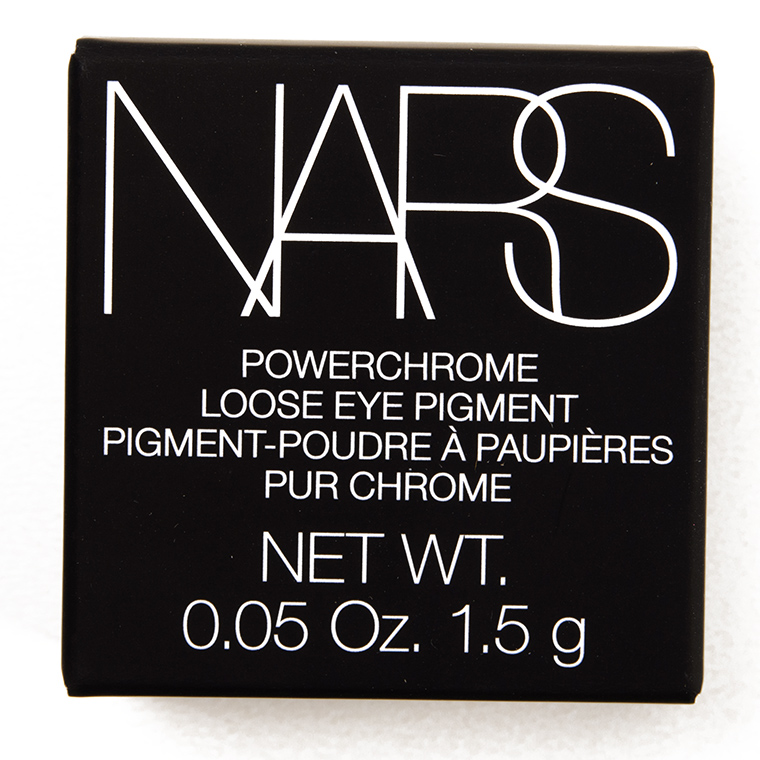 NARS
POWERCHROME
LOOSE EYE PIGMENT
PIGMENT-POUDRE À PAUPIÈRES
PUR CHROME
NET WT.
0.05 Oz. 1.5 g